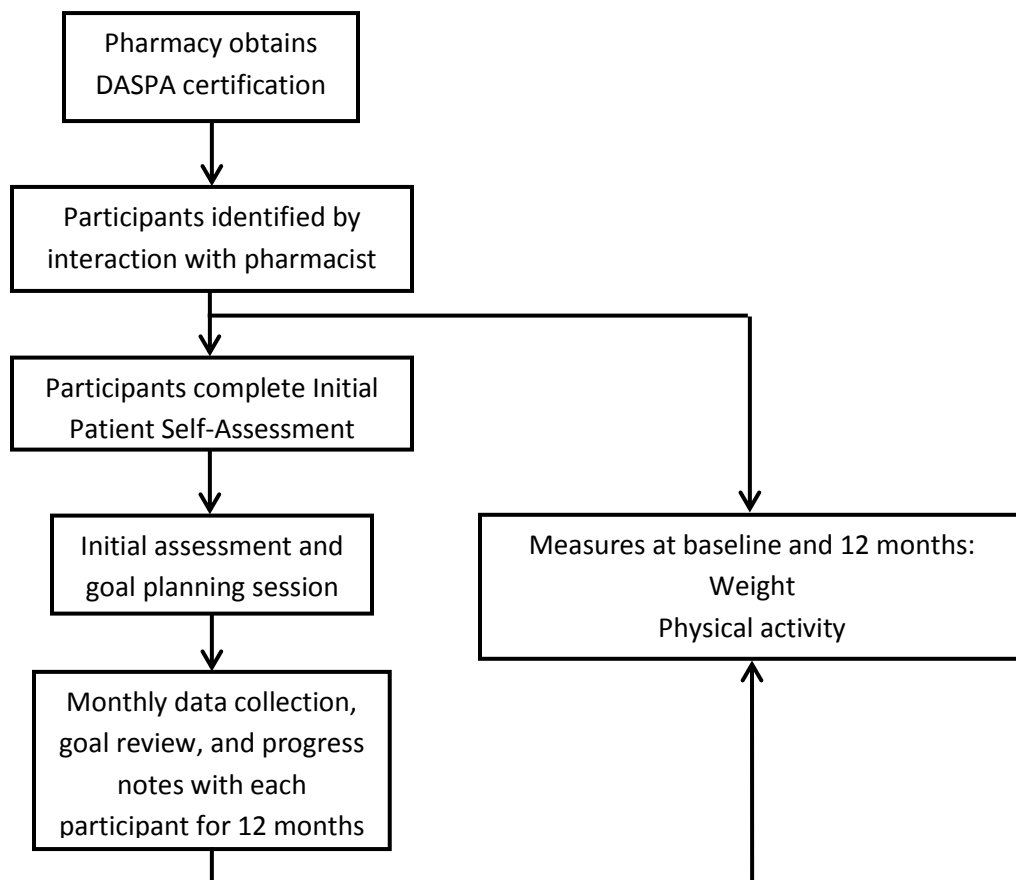 Pharmacy obtains
DASPA certification
Participants identified by
interaction with pharmacist
Participants complete Initial
Patient Self-Assessment
Initial assessment and
goal planning session
Measures at baseline and 12 months:
Weight
Physical activity
Monthly data collection,
goal review, and progress
notes with each
participant for 12 months